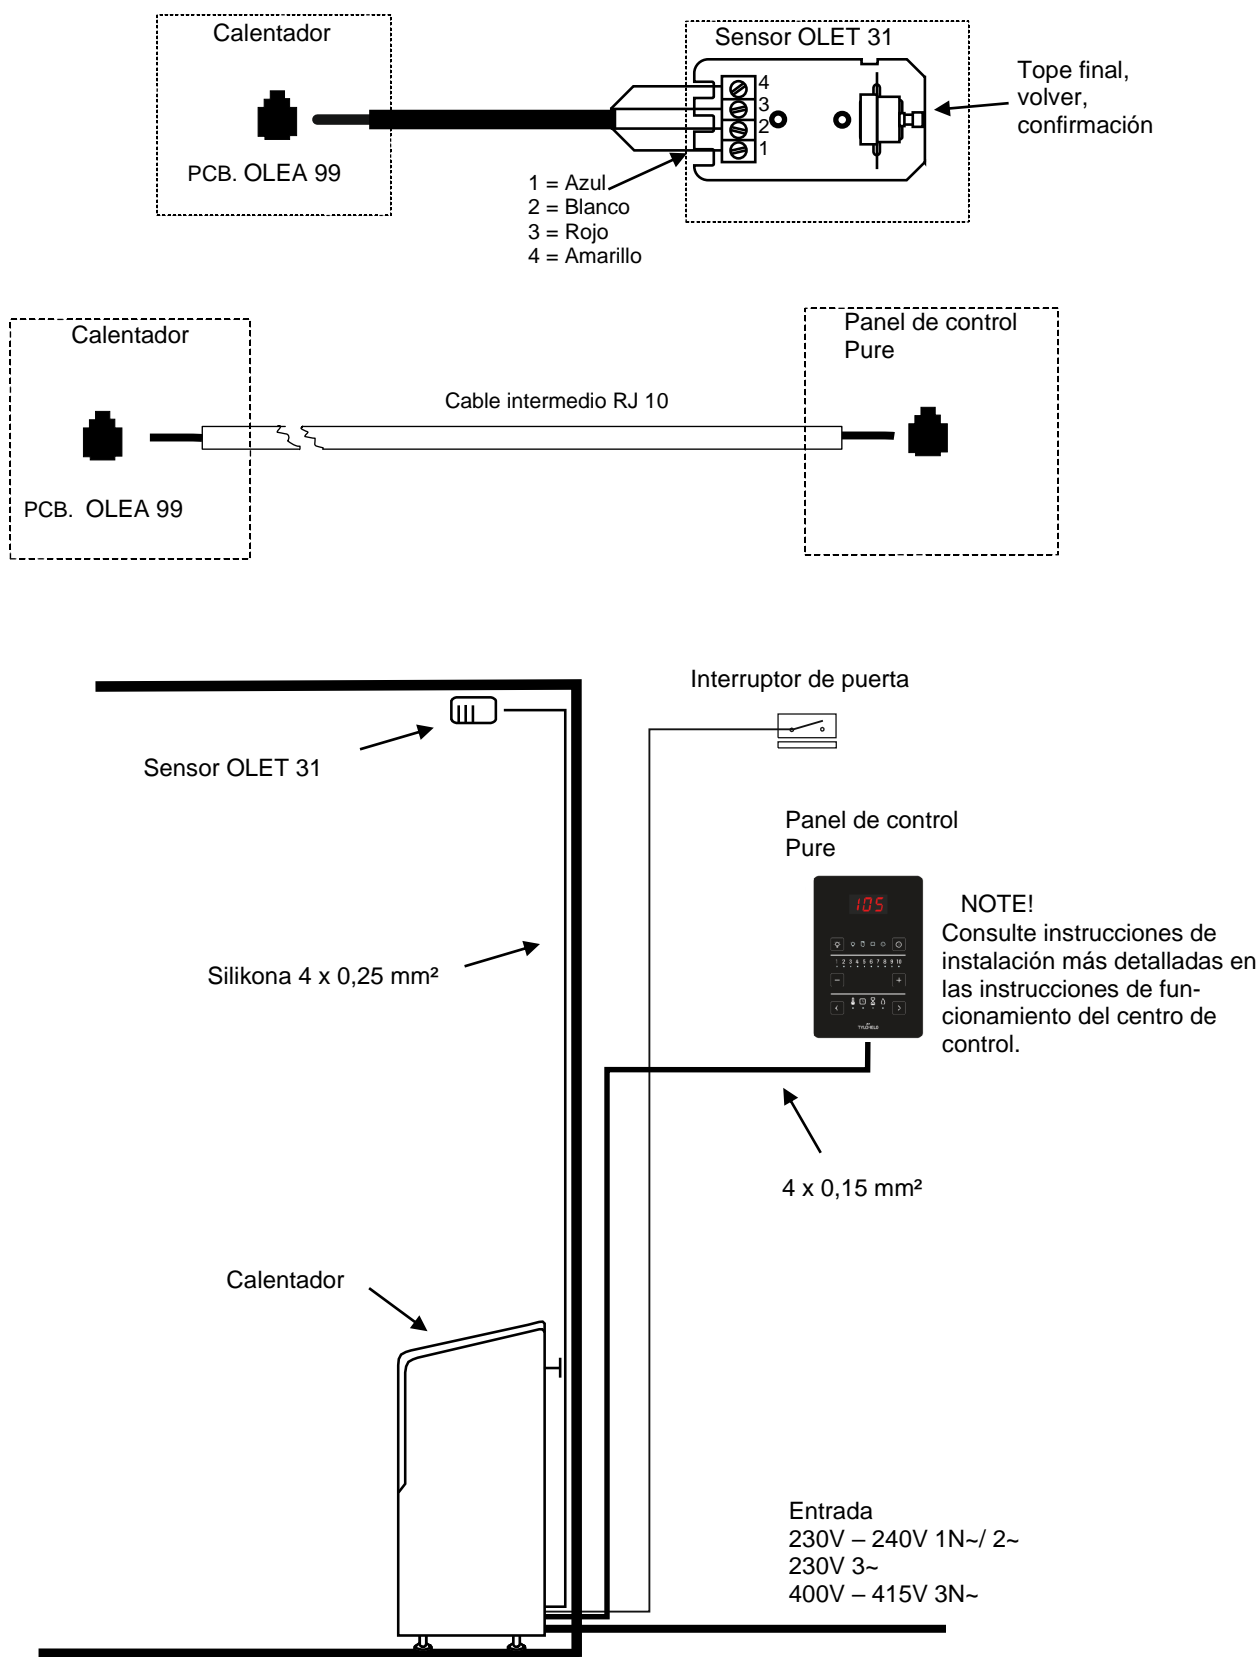 Calentador
PCB. OLEA 99
Sensor OLET 31
4
3
2
1
Tope final,
volver,
confirmación
1 = Azul
2 = Blanco
3 = Rojo
4 = Amarillo
Calentador
PCB. OLEA 99
Cable intermedio RJ 10
Panel de control
Pure
Interruptor de puerta
Sensor OLET 31
Panel de control
Pure
105
1 2 3 4 5 6 7 8 9 10
NOTE!
Consulte instrucciones de
instalación más detalladas en
las instrucciones de fun-
cionamiento del centro de
control.
Silikona 4 x 0,25 mm²
4 x 0,15 mm²
Calentador
Entrada
230V – 240V 1N~/ 2~
230V 3~
400V – 415V 3N~